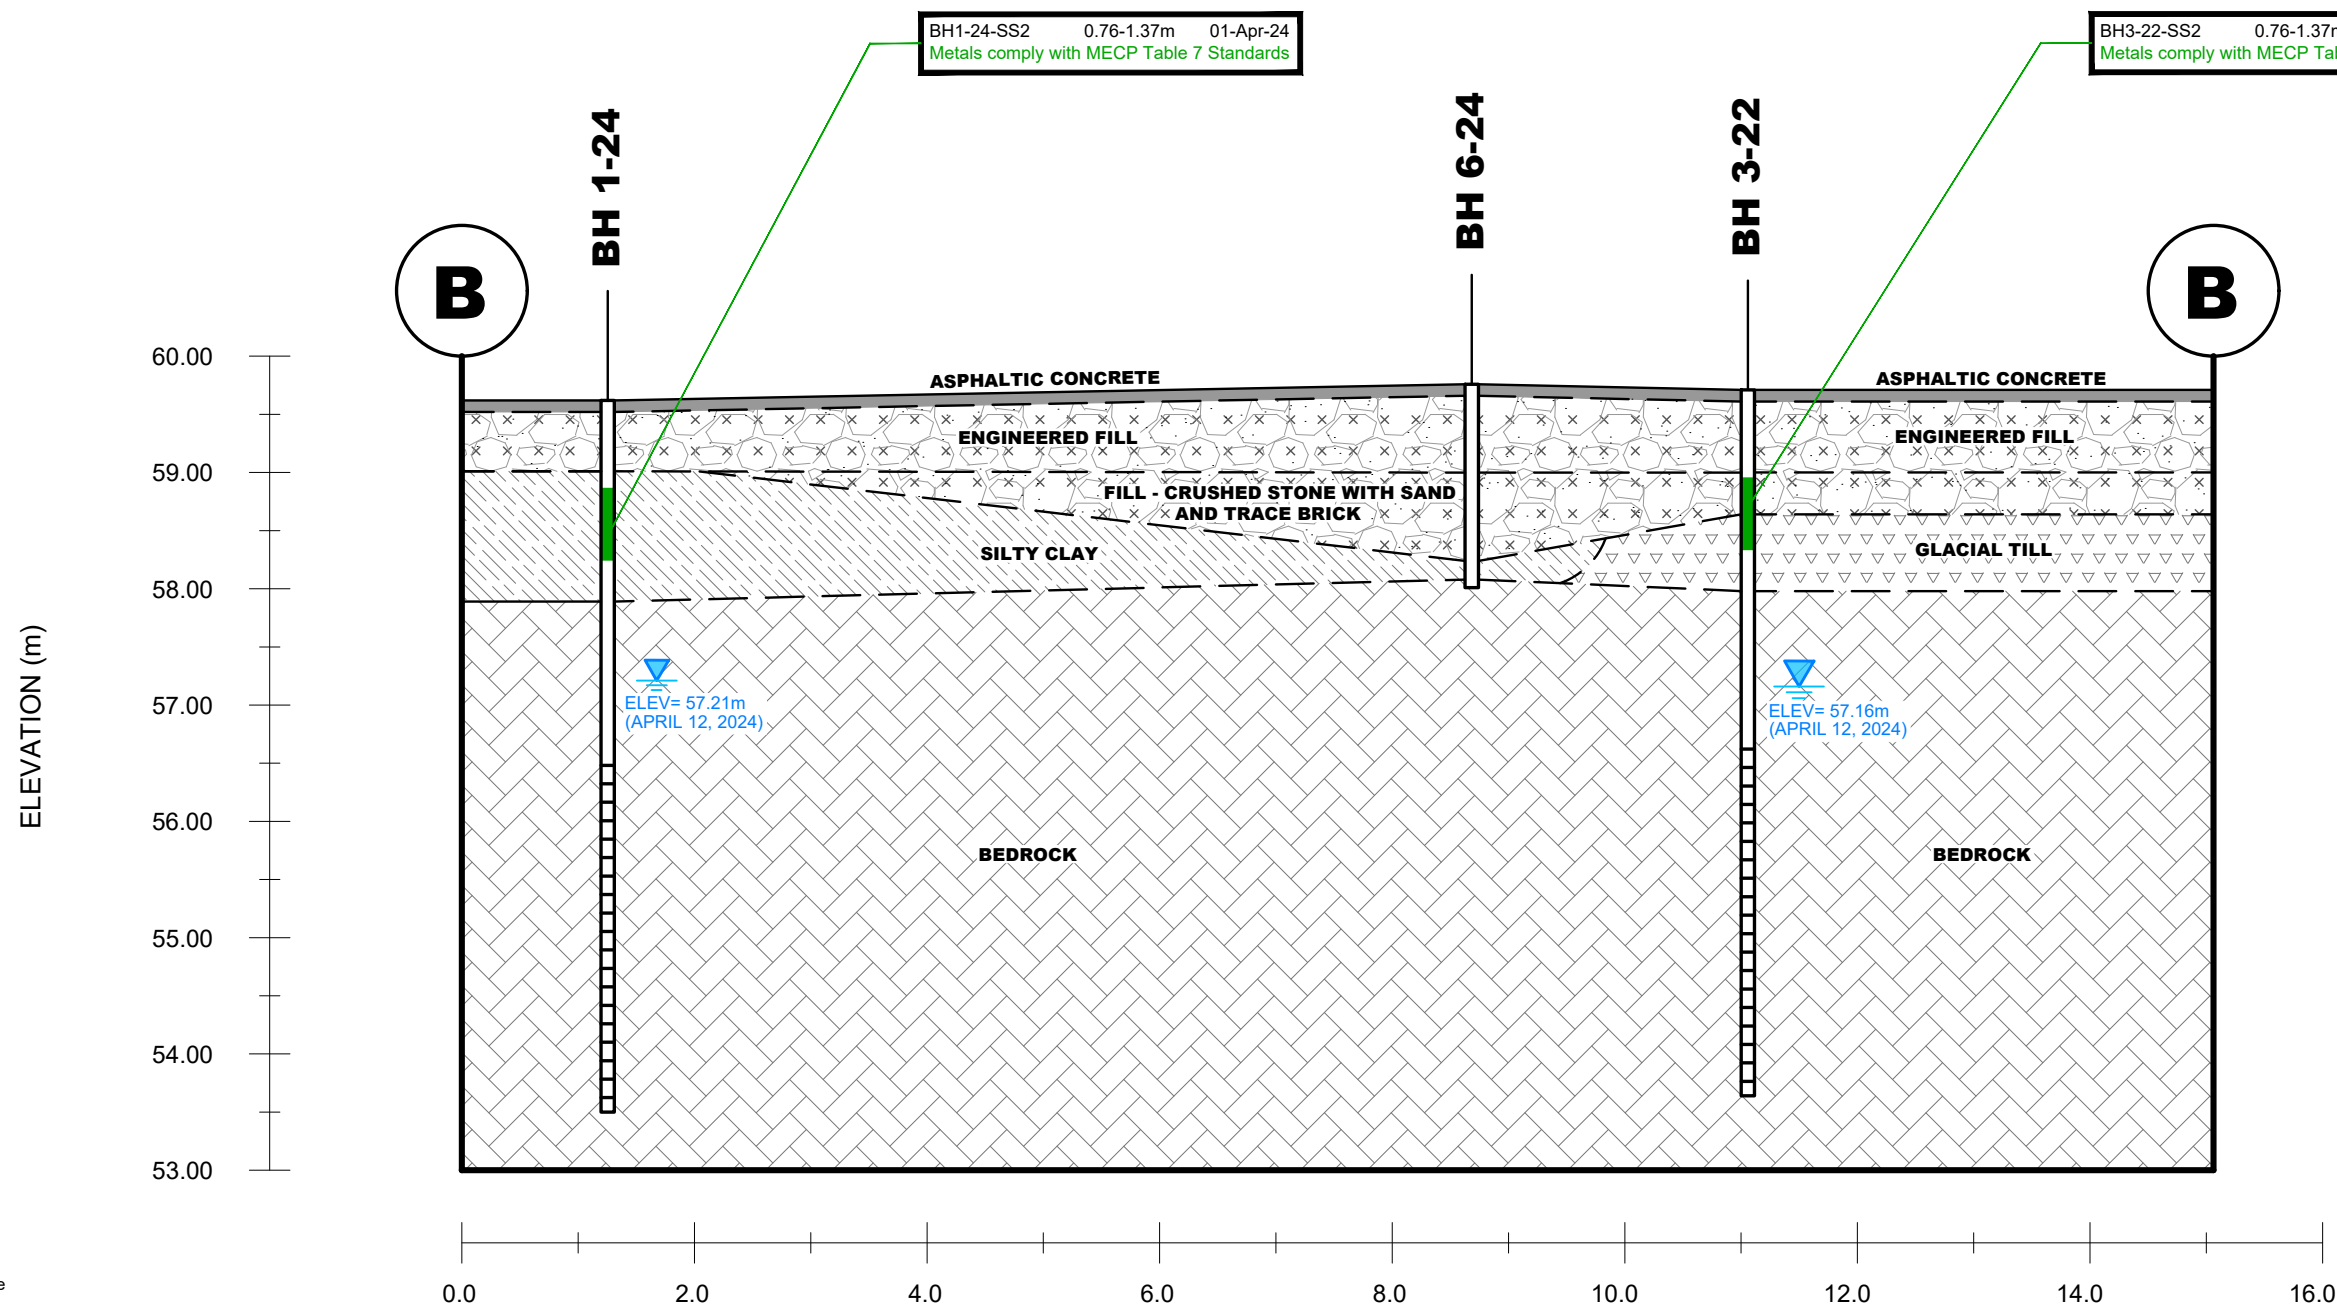 BH1-24-SS2 0.76-1.37m 01-Apr-24
Metals comply with MECP Table 7 Standards
BH3-22-SS2 0.76-1.37m
Metals comply with MECP Tab
BH 1-24
BH 6-24
BH 3-22
B
B
60.00
59.00
58.00
57.00
56.00
55.00
54.00
53.00
ELEVATION (m)
ASPHALTIC CONCRETE
ASPHALTIC CONCRETE
ENGINEERED FILL
ENGINEERED FILL
FILL - CRUSHED STONE WITH SAND
AND TRACE BRICK
SILTY CLAY
GLACIAL TILL
ELEV= 57.21m
(APRIL 12, 2024)
ELEV= 57.16m
(APRIL 12, 2024)
BEDROCK
BEDROCK
e
0.0 2.0 4.0 6.0 8.0 10.0 12.0 14.0 16.0